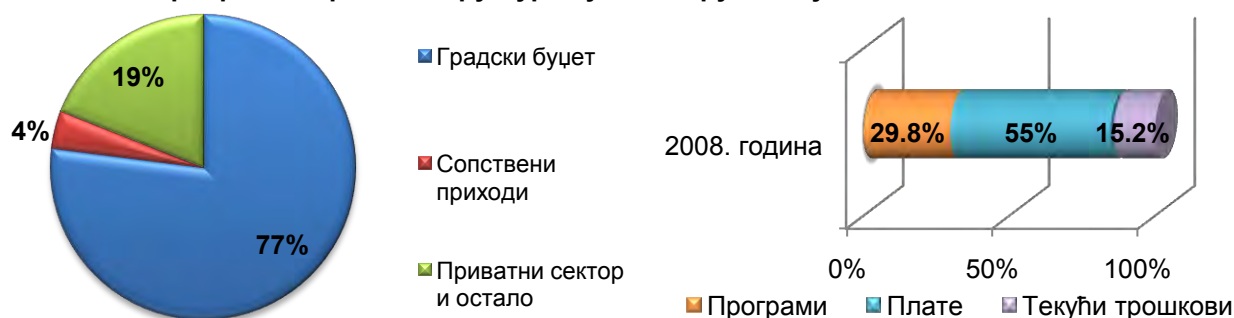 19%
4%
77%
Градски буџет
Сопствени
приходи
Приватни сектор
и остало
2008. година
29.8% 55% 15.2%
0% 50% 100%
Програми Плате Текући трошкови